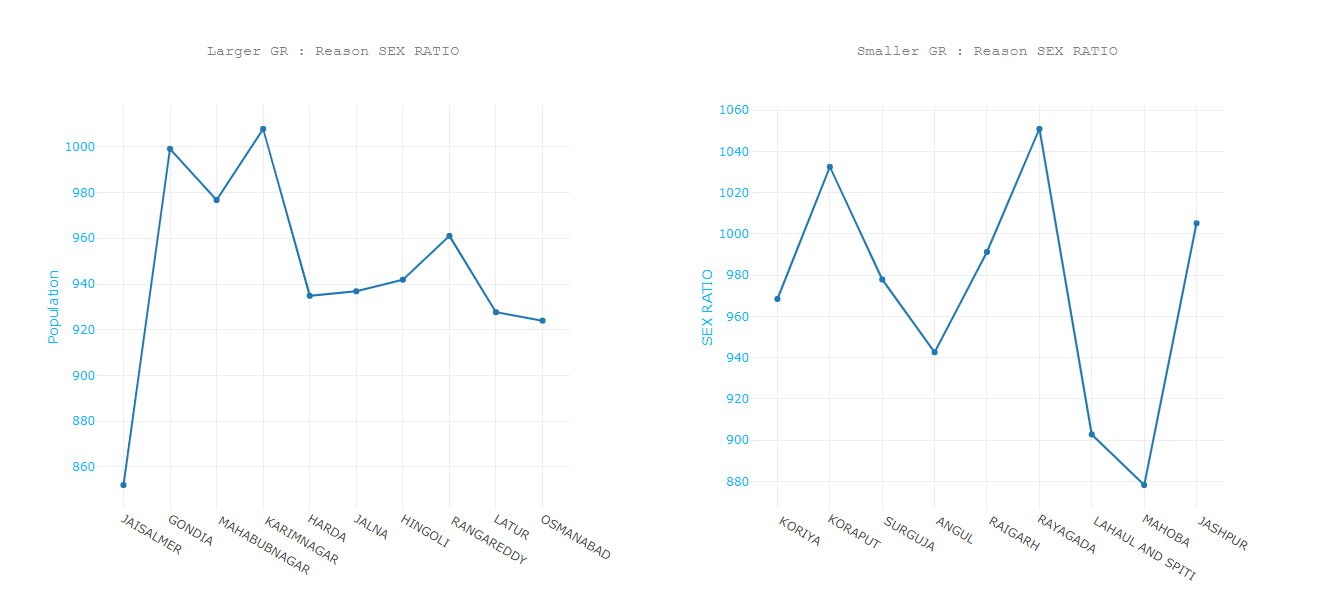 Larger GR : Reason SEX RATIO
Population
1000
980
960
940
920
900
880
860
JAISALMER
GONDIA
MAHABUBNAGAR
KARIMNAGAR
HARDA
JALNA
HINGOLI
RANGAREDDY
LATUR
OSMANABAD
Smaller GR : Reason SEX RATIO
SEX RATIO
1060
1040
1020
1000
980
960
940
920
900
880
KORIYA
KORAPUT
SURGUJA
ANGUL
RAIGARH
RAYAGADA
LAHAUL AND SPITI
MAHOBA
JASHPUR